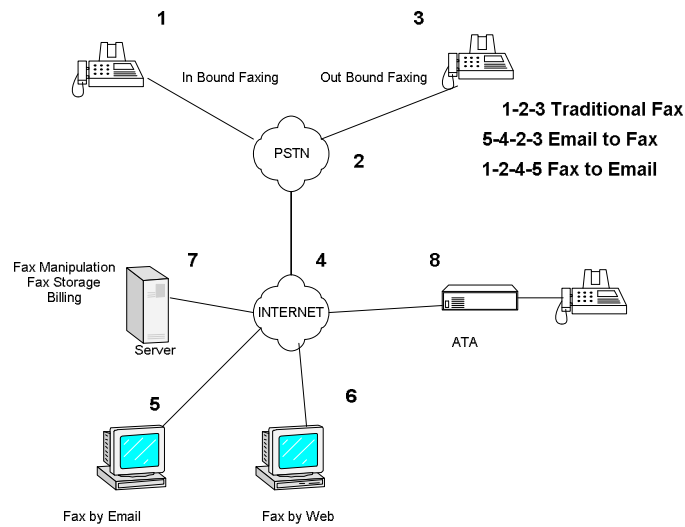 1
3
In Bound Faxing
Out Bound Faxing
1-2-3 Traditional Fax
5-4-2-3 Email to Fax
1-2-4-5 Fax to Email
PSTN
2
7
4
8
Fax Manipulation
Fax Storage
Billing
INTERNET
Server
ATA
5
6
Fax by Email
Fax by Web